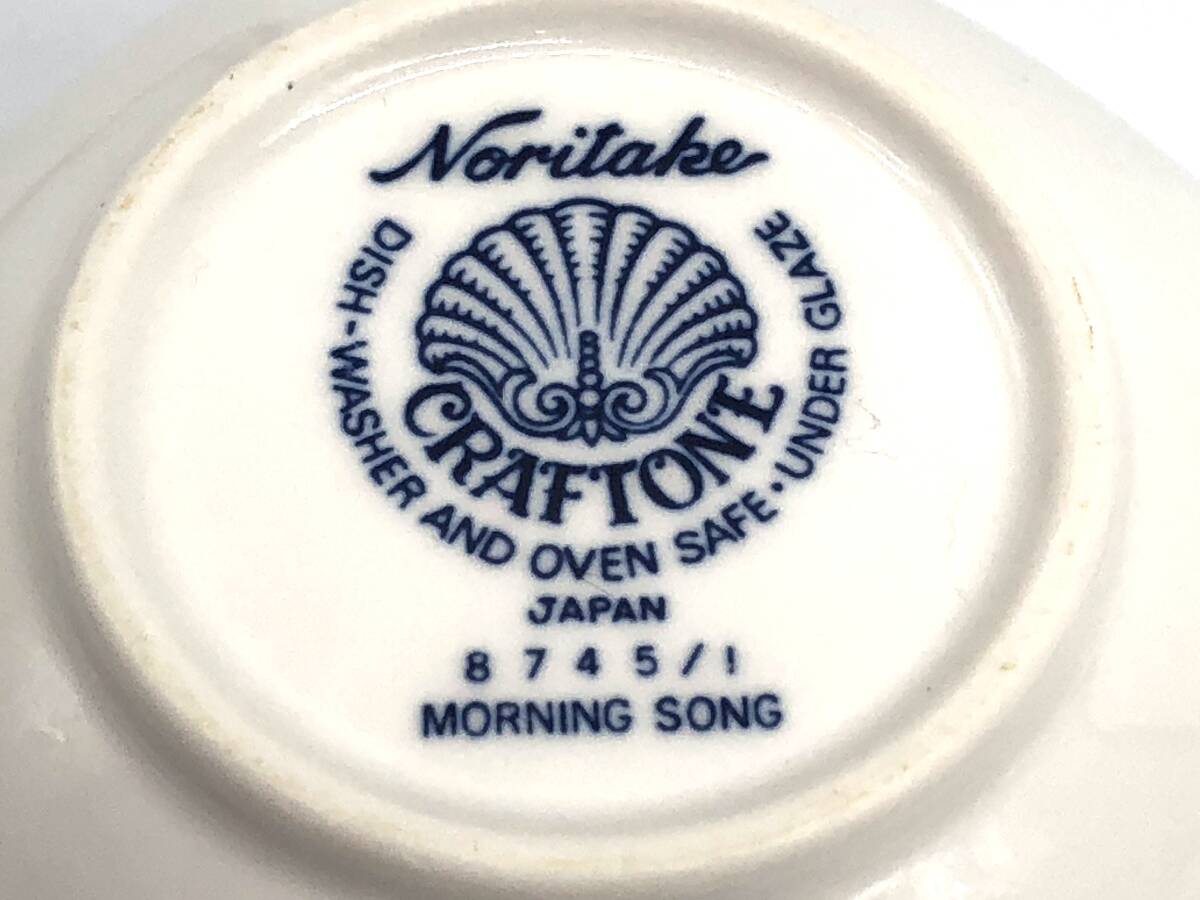 Noritake
CRAFTONE
DISH-WASHER AND OVEN SAFE・UNDER GLAZE
JAPAN
8745/1
MORNING SONG